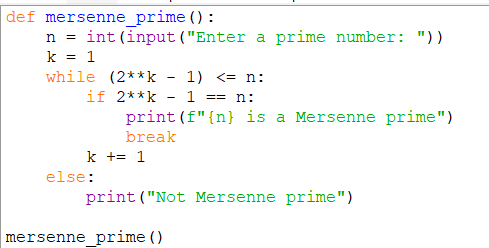 def mersenne_prime():
    n = int(input("Enter a prime number: "))
    k = 1
    while (2**k - 1) <= n:
        if 2**k - 1 == n:
            print(f"{n} is a Mersenne prime")
            break
        k += 1
    else:
        print("Not Mersenne prime")

mersenne_prime()